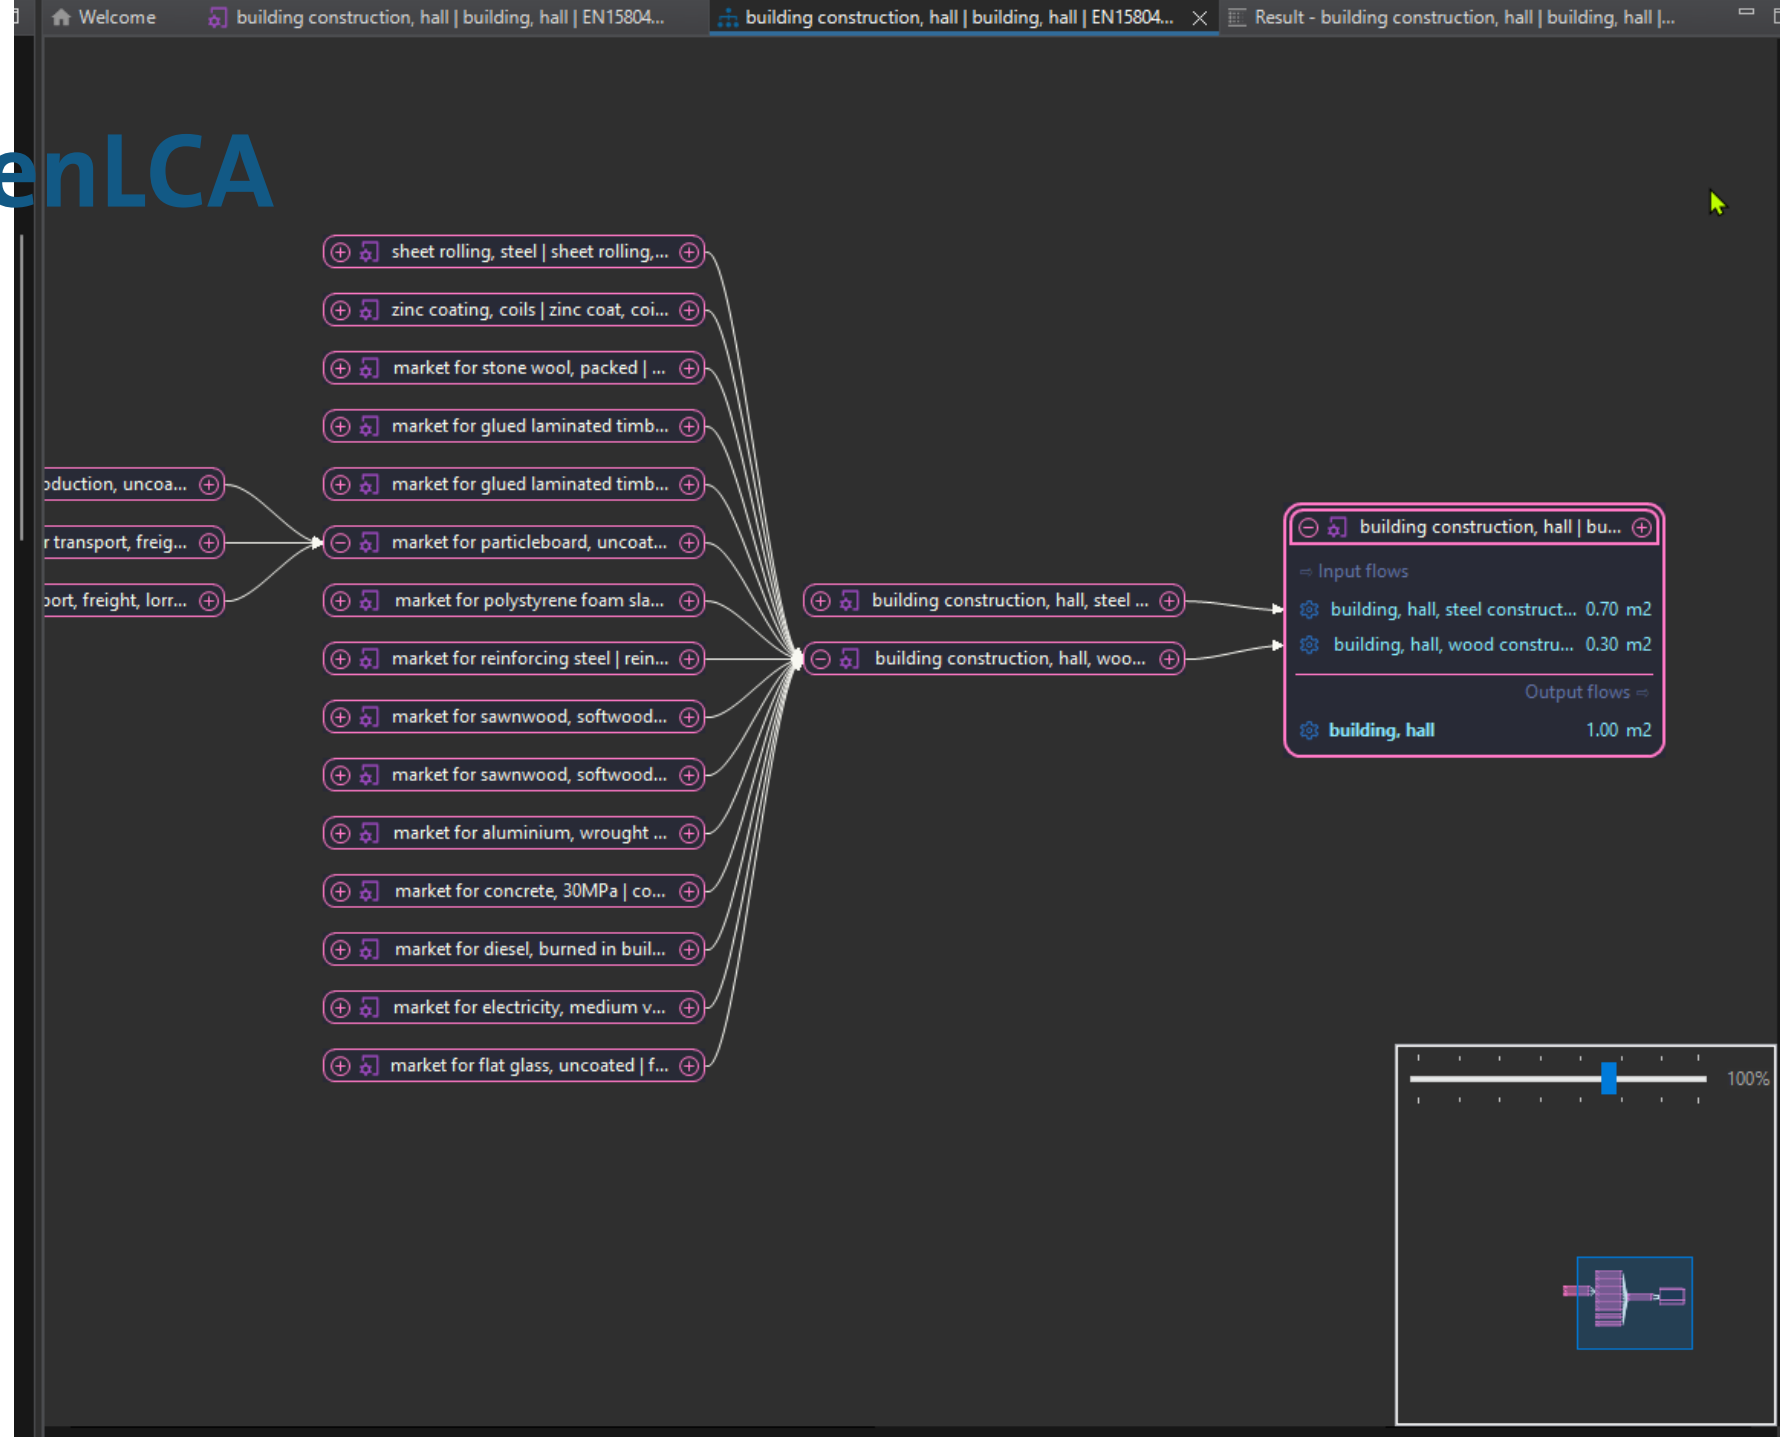 Welcome
building construction, hall | building, hall | EN15804...
building construction, hall | building, hall | EN15804...
Result - building construction, hall | building, hall |...
enLCA
sheet rolling, steel | sheet rolling,...
zinc coating, coils | zinc coat, coi...
market for stone wool, packed | ...
market for glued laminated timb...
market for glued laminated timb...
market for particleboard, uncoat...
market for polystyrene foam sla...
market for reinforcing steel | rein...
market for sawnwood, softwood...
market for sawnwood, softwood...
market for aluminium, wrought ...
market for concrete, 30MPa | co...
market for diesel, burned in buil...
market for electricity, medium v...
market for flat glass, uncoated | f...
oduction, uncoa...
r transport, freig...
port, freight, lorr...
building construction, hall, steel ...
building construction, hall, woo...
building construction, hall | bu...
⇨ Input flows
building, hall, steel construct... 0.70 m2
building, hall, wood constru... 0.30 m2
Output flows ⇨
building, hall 1.00 m2
100%